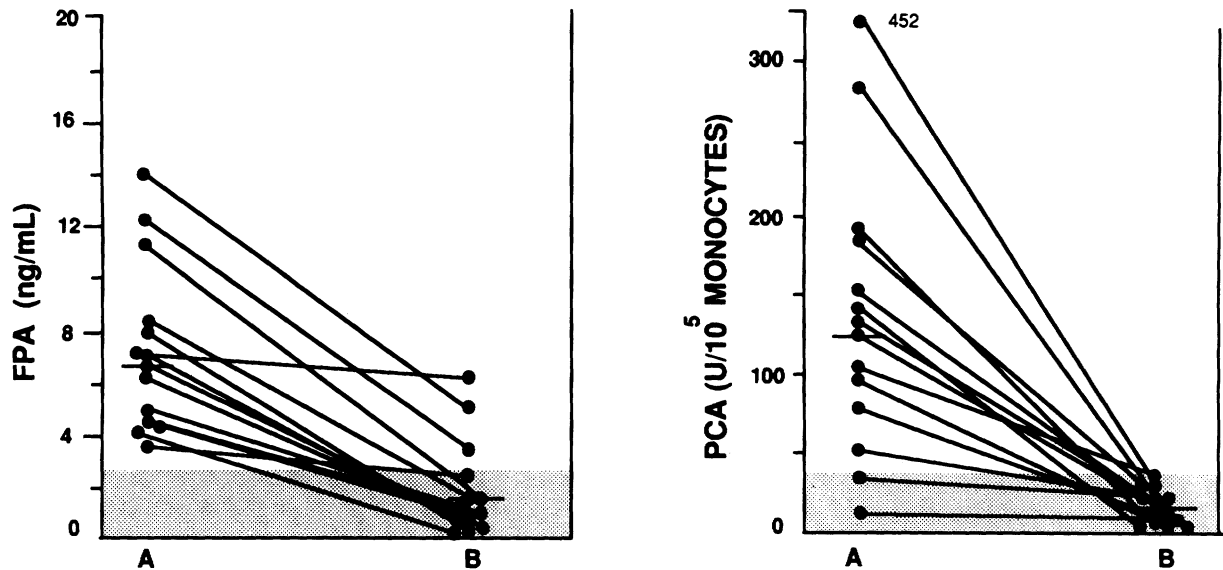 FPA (ng/mL)
20
16
12
8
4
0
A B
PCA (U/10⁵ MONOCYTES)
452
300
200
100
0
A B